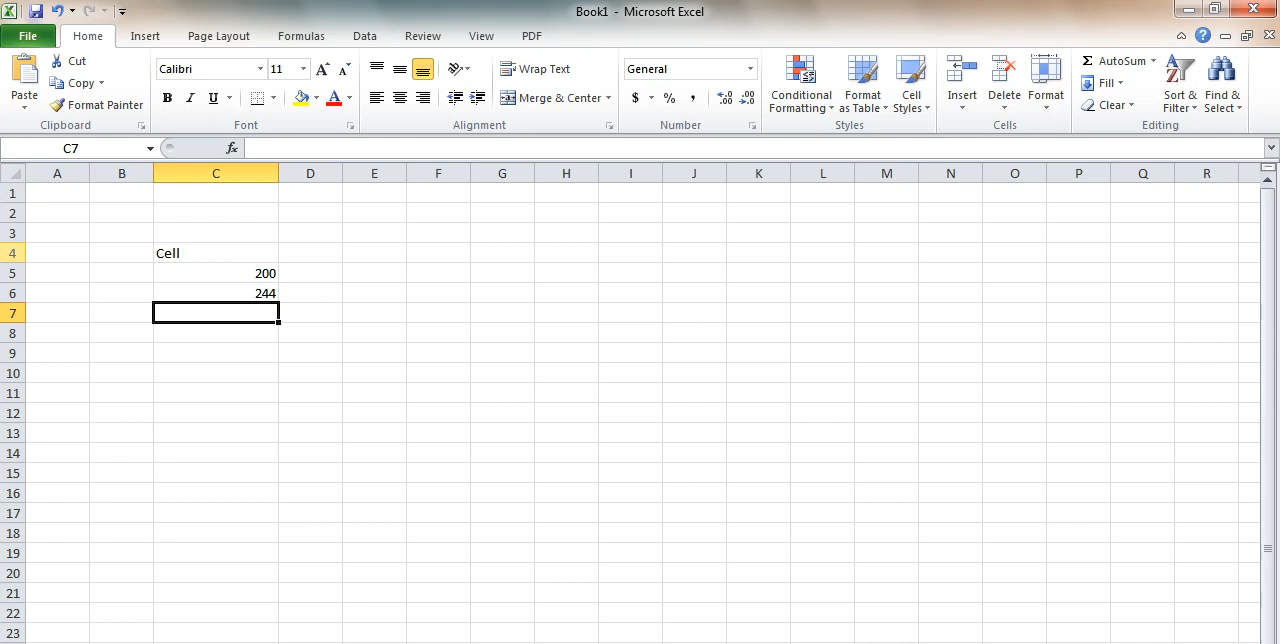 Book1 - Microsoft Excel
File Home Insert Page Layout Formulas Data Review View PDF
Paste
Cut
Copy
Format Painter
Clipboard
Calibri 11
B I U
Font
Wrap Text
Merge & Center
Alignment
General
$ % ,
Number
Conditional
Formatting
Format
as Table
Cell
Styles
Styles
Insert Delete Format
Cells
Σ AutoSum
Fill
Clear
Sort &
Filter
Find &
Select
Editing
C7 fx
A B C D E F G H I J K L M N O P Q R
1
2
3
4 Cell
5 200
6 244
7
8
9
10
11
12
13
14
15
16
17
18
19
20
21
22
23